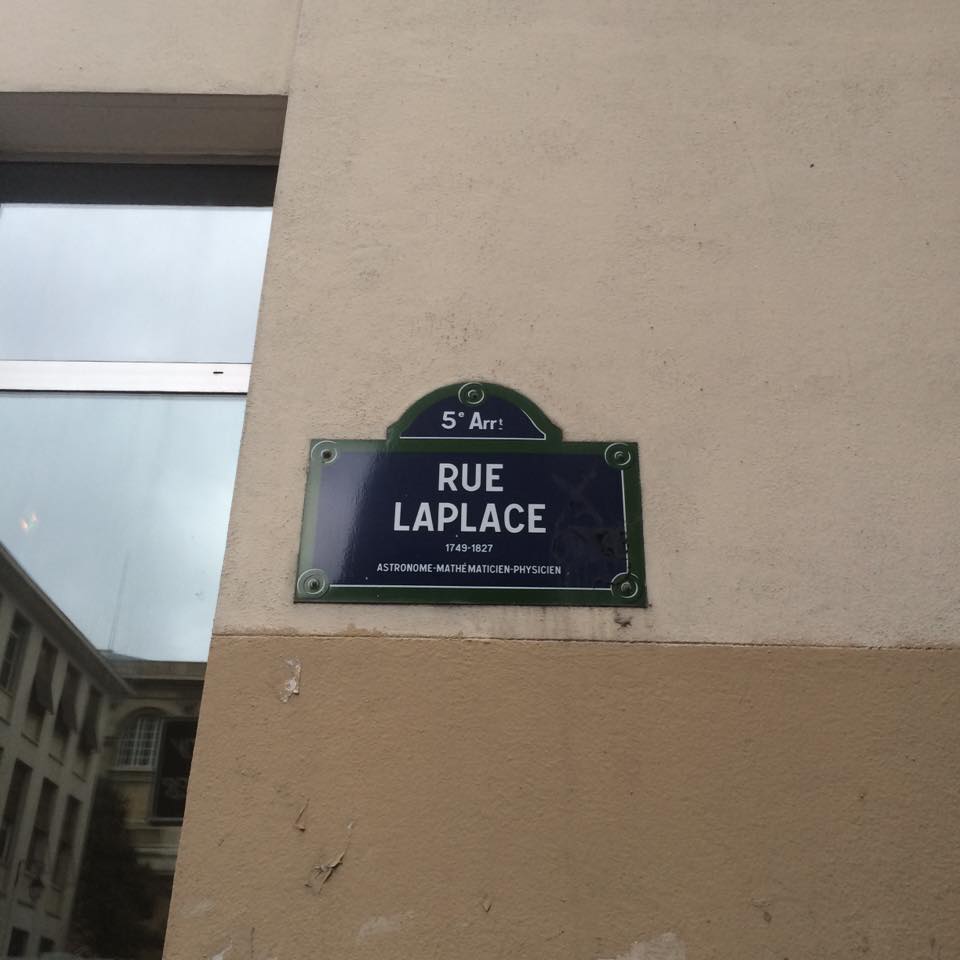 5e Arrt
RUE
LAPLACE
1749-1827
ASTRONOME-MATHÉMATICIEN-PHYSICIEN